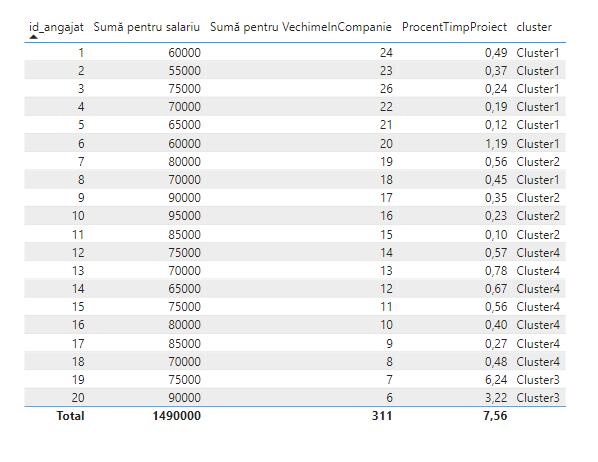 id_angajat Sumă pentru salariu Sumă pentru VechimeInCompanie ProcentTimpProiect cluster
1 60000 24 0,49 Cluster1
2 55000 23 0,37 Cluster1
3 75000 26 0,24 Cluster1
4 70000 22 0,19 Cluster1
5 65000 21 0,12 Cluster1
6 60000 20 1,19 Cluster1
7 80000 19 0,56 Cluster2
8 70000 18 0,45 Cluster1
9 90000 17 0,35 Cluster2
10 95000 16 0,23 Cluster2
11 85000 15 0,10 Cluster2
12 75000 14 0,57 Cluster4
13 70000 13 0,78 Cluster4
14 65000 12 0,67 Cluster4
15 75000 11 0,56 Cluster4
16 80000 10 0,40 Cluster4
17 85000 9 0,27 Cluster4
18 70000 8 0,48 Cluster4
19 75000 7 6,24 Cluster3
20 90000 6 3,22 Cluster3
Total 1490000 311 7,56